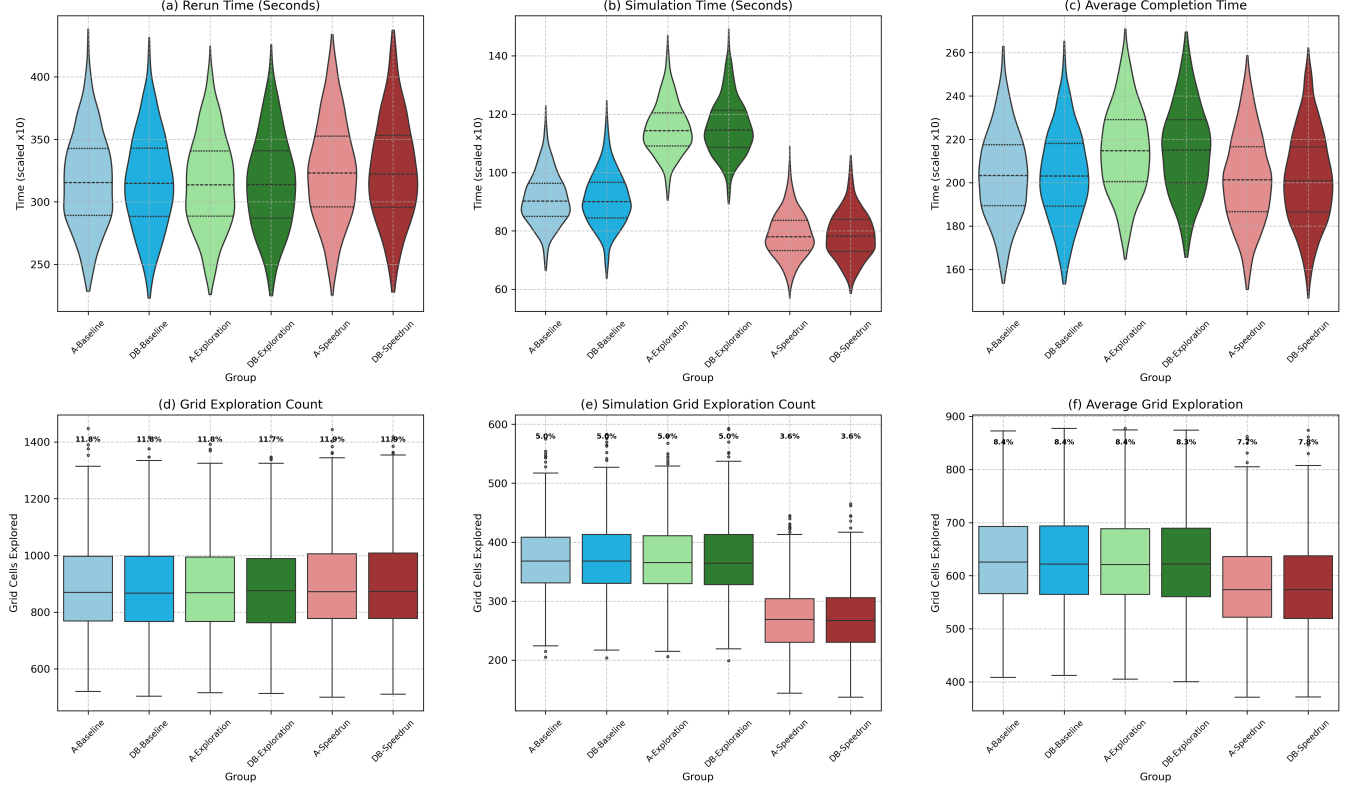 (a) Rerun Time (Seconds)
Time (scaled x10)
400
350
300
250
A-Baseline
DB-Baseline
A-Exploration
DB-Exploration
A-Speedrun
DB-Speedrun
Group
(b) Simulation Time (Seconds)
Time (scaled x10)
140
120
100
80
60
A-Baseline
DB-Baseline
A-Exploration
DB-Exploration
A-Speedrun
DB-Speedrun
Group
(c) Average Completion Time
Time (scaled x10)
260
240
220
200
180
160
A-Baseline
DB-Baseline
A-Exploration
DB-Exploration
A-Speedrun
DB-Speedrun
Group
(d) Grid Exploration Count
Grid Cells Explored
1400
1200
1000
800
600
11.8%
11.8%
11.8%
11.7%
11.9%
11.9%
A-Baseline
DB-Baseline
A-Exploration
DB-Exploration
A-Speedrun
DB-Speedrun
Group
(e) Simulation Grid Exploration Count
600
500
400
300
200
5.0%
5.0%
5.0%
5.0%
3.6%
3.6%
A-Baseline
DB-Baseline
A-Exploration
DB-Exploration
A-Speedrun
DB-Speedrun
Group
(f) Average Grid Exploration
Grid Cells Explored
900
800
700
600
500
400
8.4%
8.4%
8.4%
8.3%
A-Baseline
DB-Baseline
A-Exploration
DB-Exploration
A-Speedrun
DB-Speedrun
Group